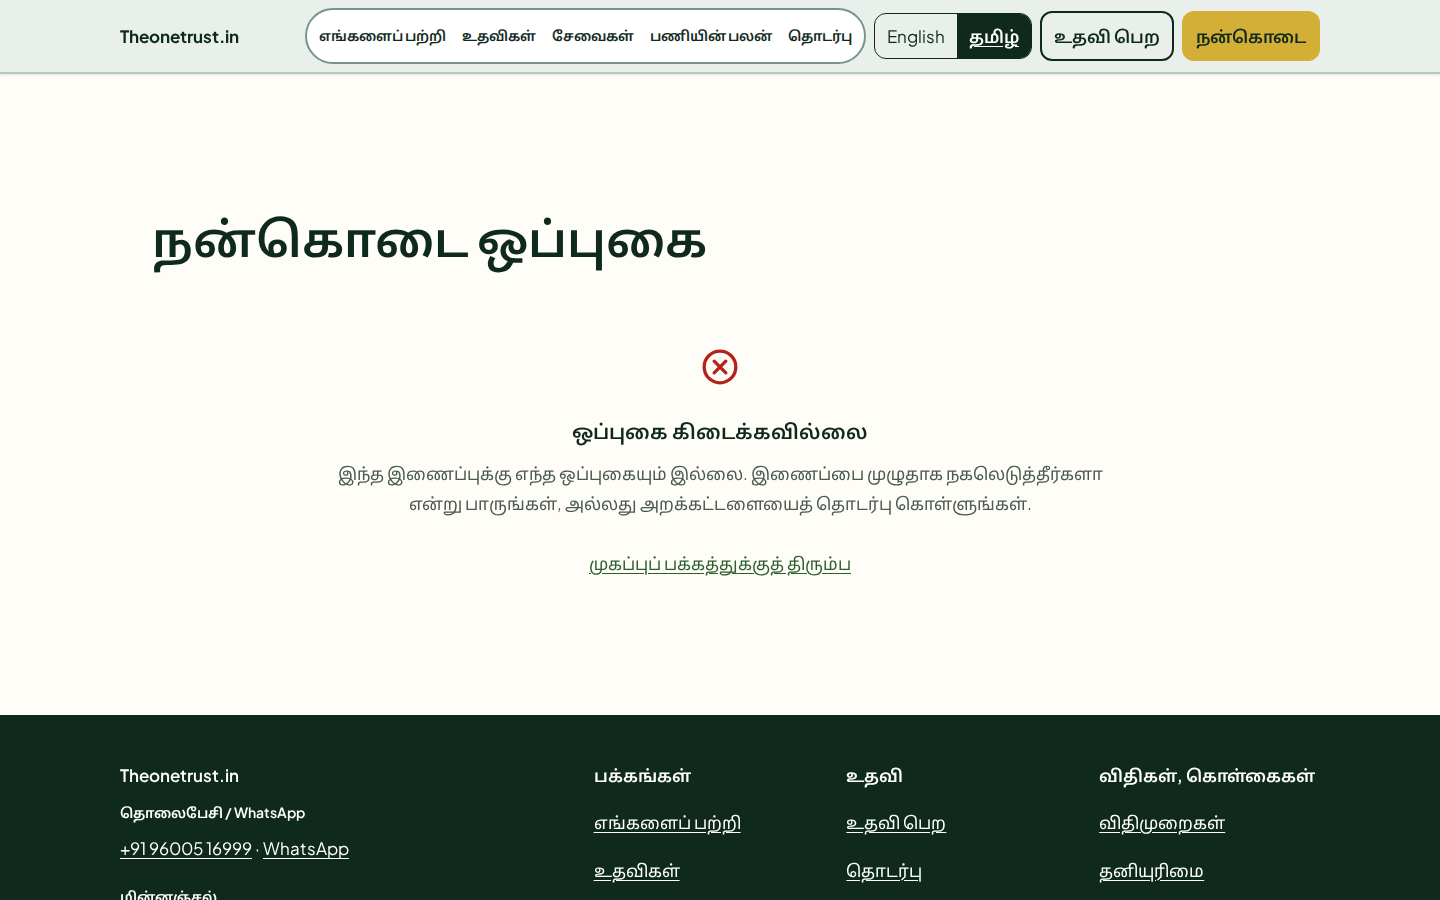 Theonetrust.in
எங்களைப் பற்றி உதவிகள் சேவைகள் பணியின் பலன் தொடர்பு
English தமிழ்
உதவி பெற
நன்கொடை
நன்கொடை ஒப்புகை
ஒப்புகை கிடைக்கவில்லை
இந்த இணைப்புக்கு எந்த ஒப்புகையும் இல்லை. இணைப்பை முழுதாக நகலெடுத்தீர்களா
என்று பாருங்கள், அல்லது அறக்கட்டளையைத் தொடர்பு கொள்ளுங்கள்.
முகப்புப் பக்கத்துக்குத் திரும்ப
Theonetrust.in
தொலைபேசி / WhatsApp
+91 96005 16999 · WhatsApp
மின்னஞ்சல்
பக்கங்கள்
எங்களைப் பற்றி
உதவிகள்
உதவி
உதவி பெற
தொடர்பு
விதிகள், கொள்கைகள்
விதிமுறைகள்
தனியுரிமை